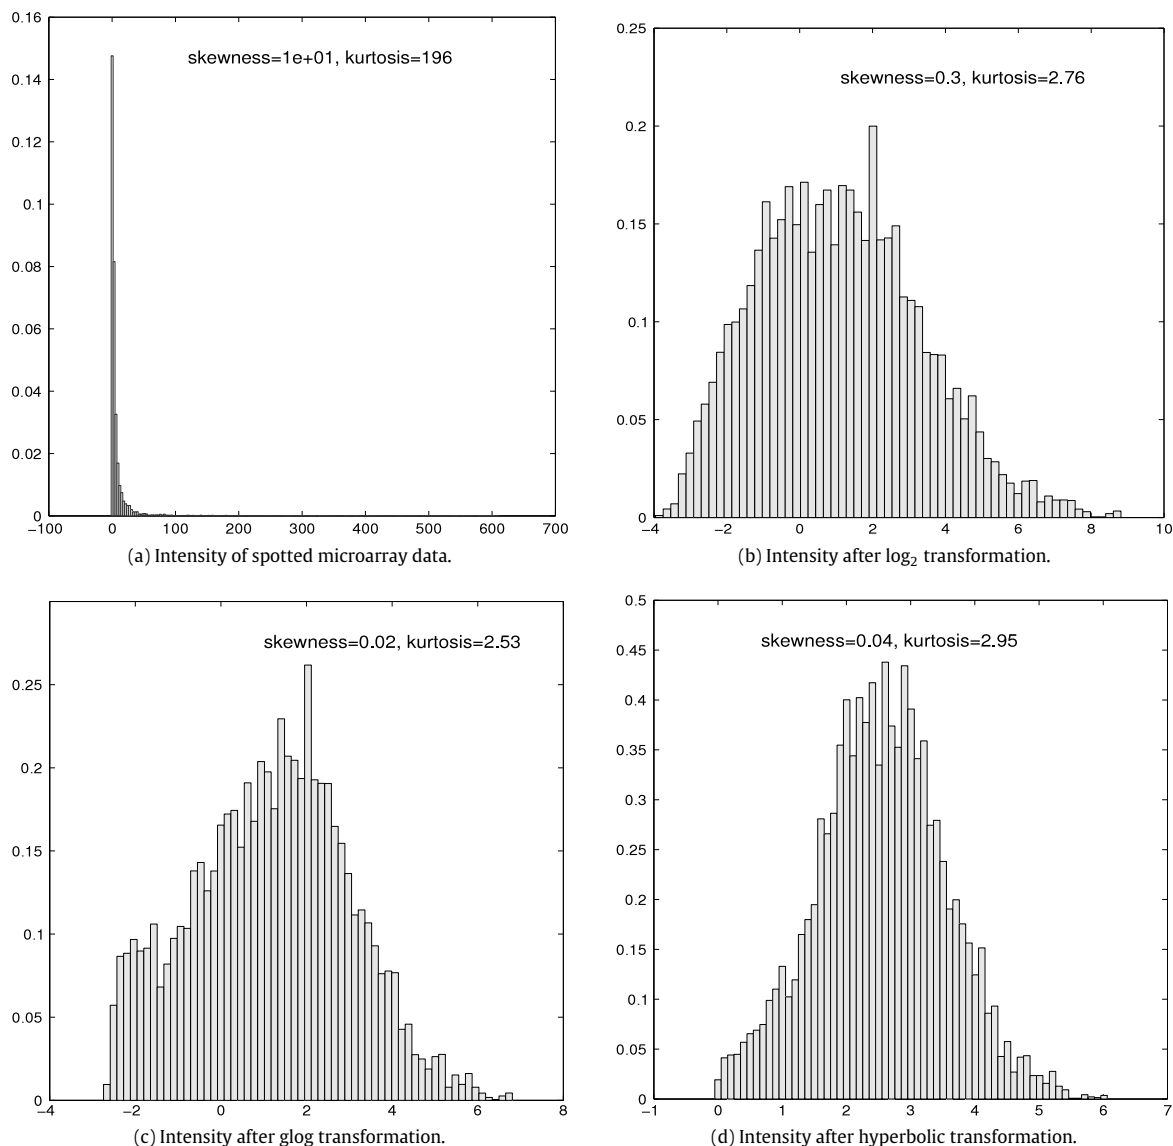 0.16
0.14
0.12
0.1
0.08
0.06
0.04
0.02
0
skewness=1e+01, kurtosis=196
−100 0 100 200 300 400 500 600 700
(a) Intensity of spotted microarray data.
0.25
0.2
0.15
0.1
0.05
0
skewness=0.3, kurtosis=2.76
−4 −2 0 2 4 6 8 10
(b) Intensity after log₂ transformation.
0.25
0.2
0.15
0.1
0.05
0
skewness=0.02, kurtosis=2.53
−4 −2 0 2 4 6 8
(c) Intensity after glog transformation.
0.5
0.45
0.4
0.35
0.3
0.25
0.2
0.15
0.1
0.05
0
skewness=0.04, kurtosis=2.95
−1 0 1 2 3 4 5 6 7
(d) Intensity after hyperbolic transformation.